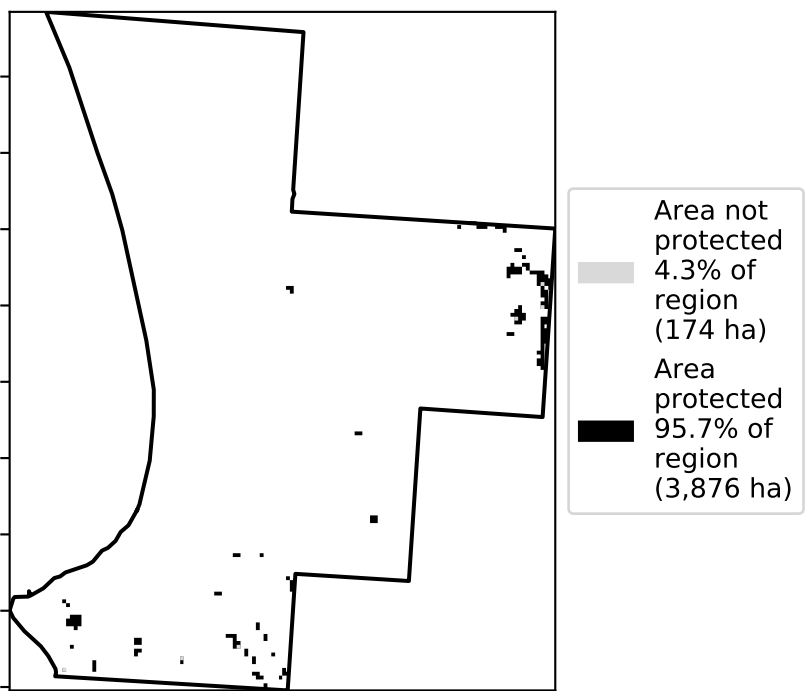 Area not
protected
4.3% of
region
(174 ha)
Area
protected
95.7% of
region
(3,876 ha)